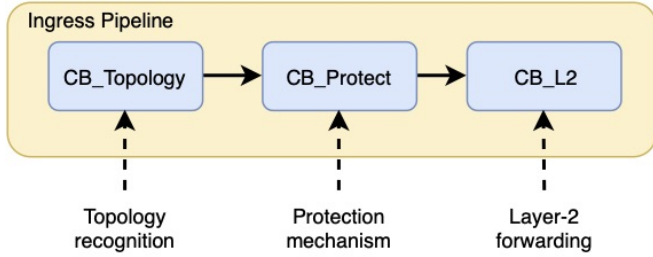 Ingress Pipeline
CB_Topology
CB_Protect
CB_L2
Topology
recognition
Protection
mechanism
Layer-2
forwarding